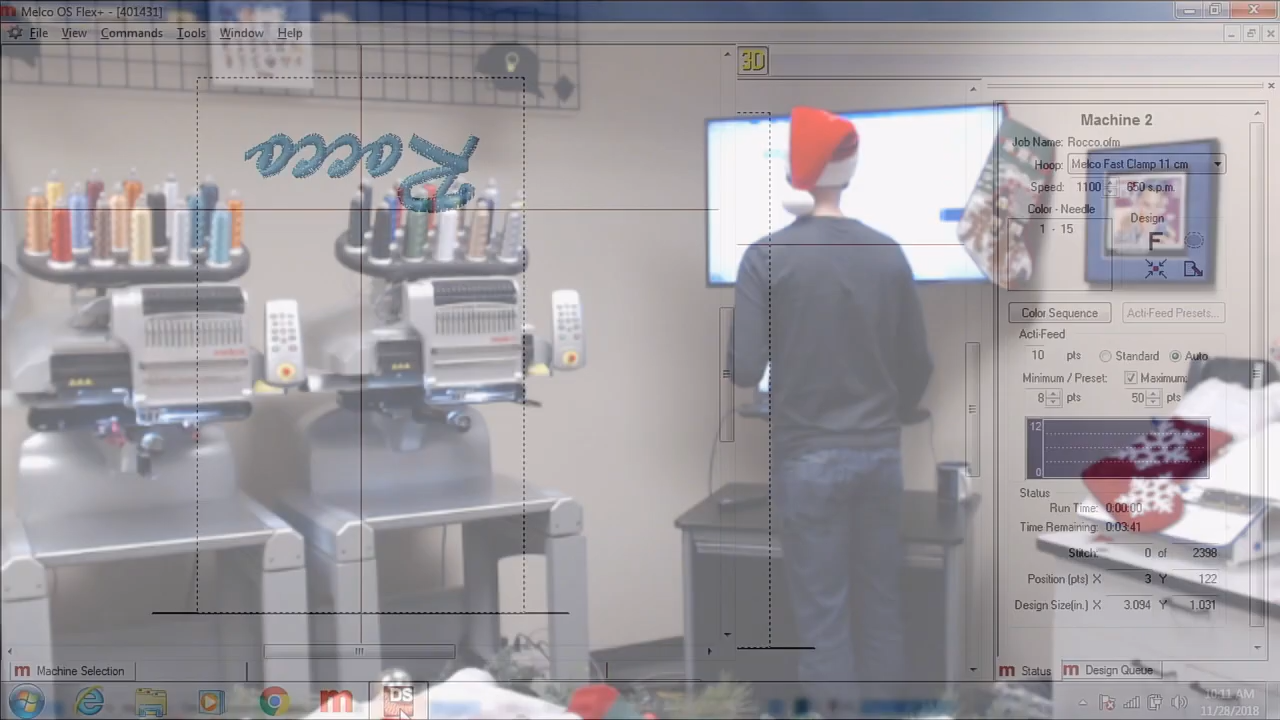 Melco OS Flex+ - [401431]
File View Commands Tools Window Help
3D
Rocco
Machine 2
Job Name: Rocco.ofm
Hoop: Melco Fast Clamp 11 cm
Speed: 1100 650 s.p.m.
Color - Needle
1 - 15
Design
F
Color Sequence Acti-Feed Presets...
Acti-Feed
10 pts Standard Auto
Minimum / Preset: Maximum:
8 pts 50 pts
12
0
Status
Run Time: 0:00:00
Time Remaining: 0:03:41
Stitch: 0 of 2398
Position (pts) X 3 Y 122
Design Size(in.) X 3.094 Y 1.031
m Machine Selection
m Status m Design Queue
m DS
10:11 AM
11/28/2018